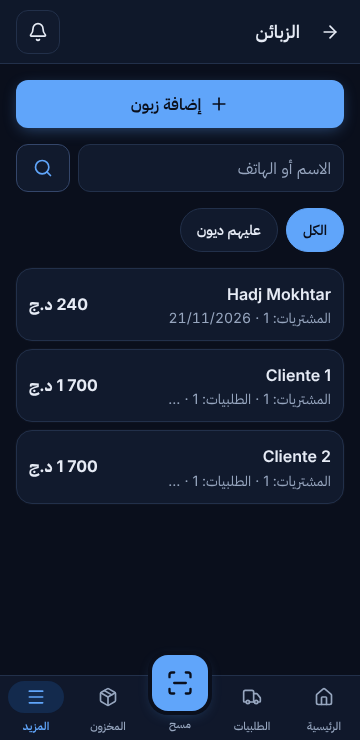 الزبائن
إضافة زبون
الاسم أو الهاتف
الكل
عليهم ديون
Hadj Mokhtar
المشتريات: 1 · 21/11/2026
240 د.ج
Cliente 1
المشتريات: 1 · الطلبيات: 1 · ...
1 700 د.ج
Cliente 2
المشتريات: 1 · الطلبيات: 1 · ...
1 700 د.ج
الرئيسية
الطلبيات
مسح
المخزون
المزيد